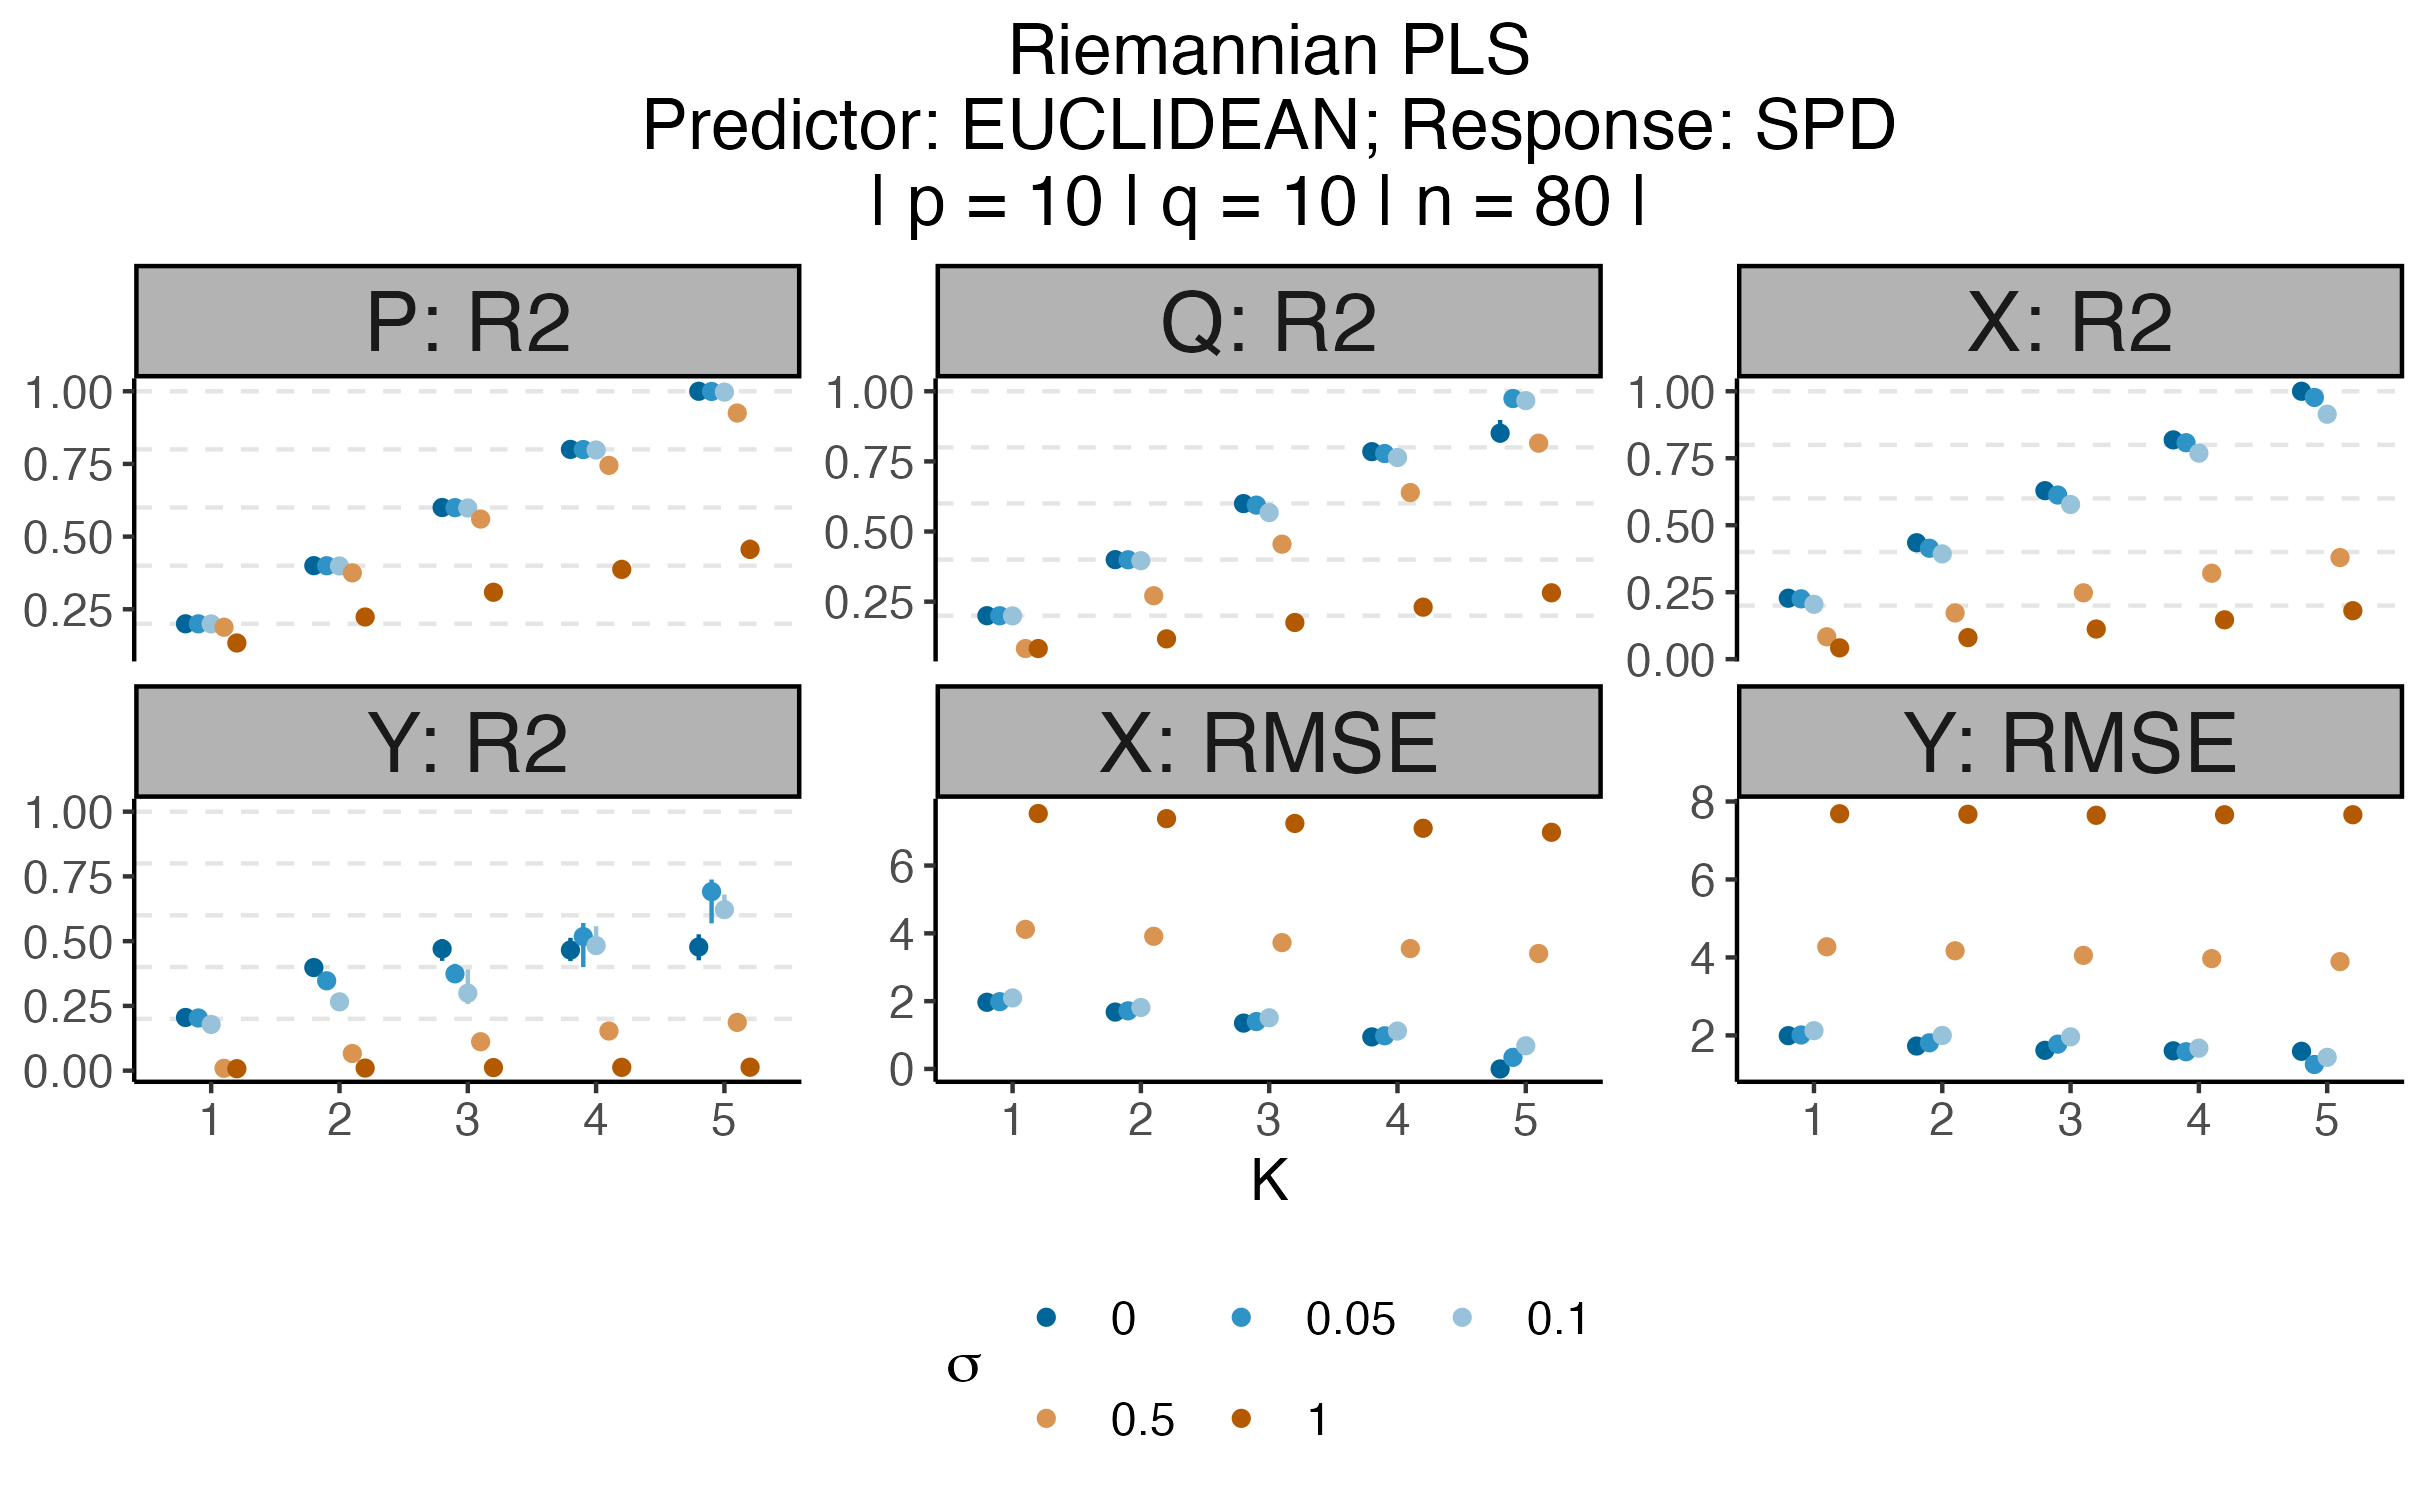 Riemannian PLS
Predictor: EUCLIDEAN; Response: SPD
| p = 10 | q = 10 | n = 80 |
P: R2
Q: R2
X: R2
1.00
0.75
0.50
0.25
1.00
0.75
0.50
0.25
1.00
0.75
0.50
0.25
0.00
Y: R2
X: RMSE
Y: RMSE
1.00
0.75
0.50
0.25
0.00
6
4
2
0
8
6
4
2
1 2 3 4 5
1 2 3 4 5
1 2 3 4 5
K
σ
0 0.05 0.1
0.5 1